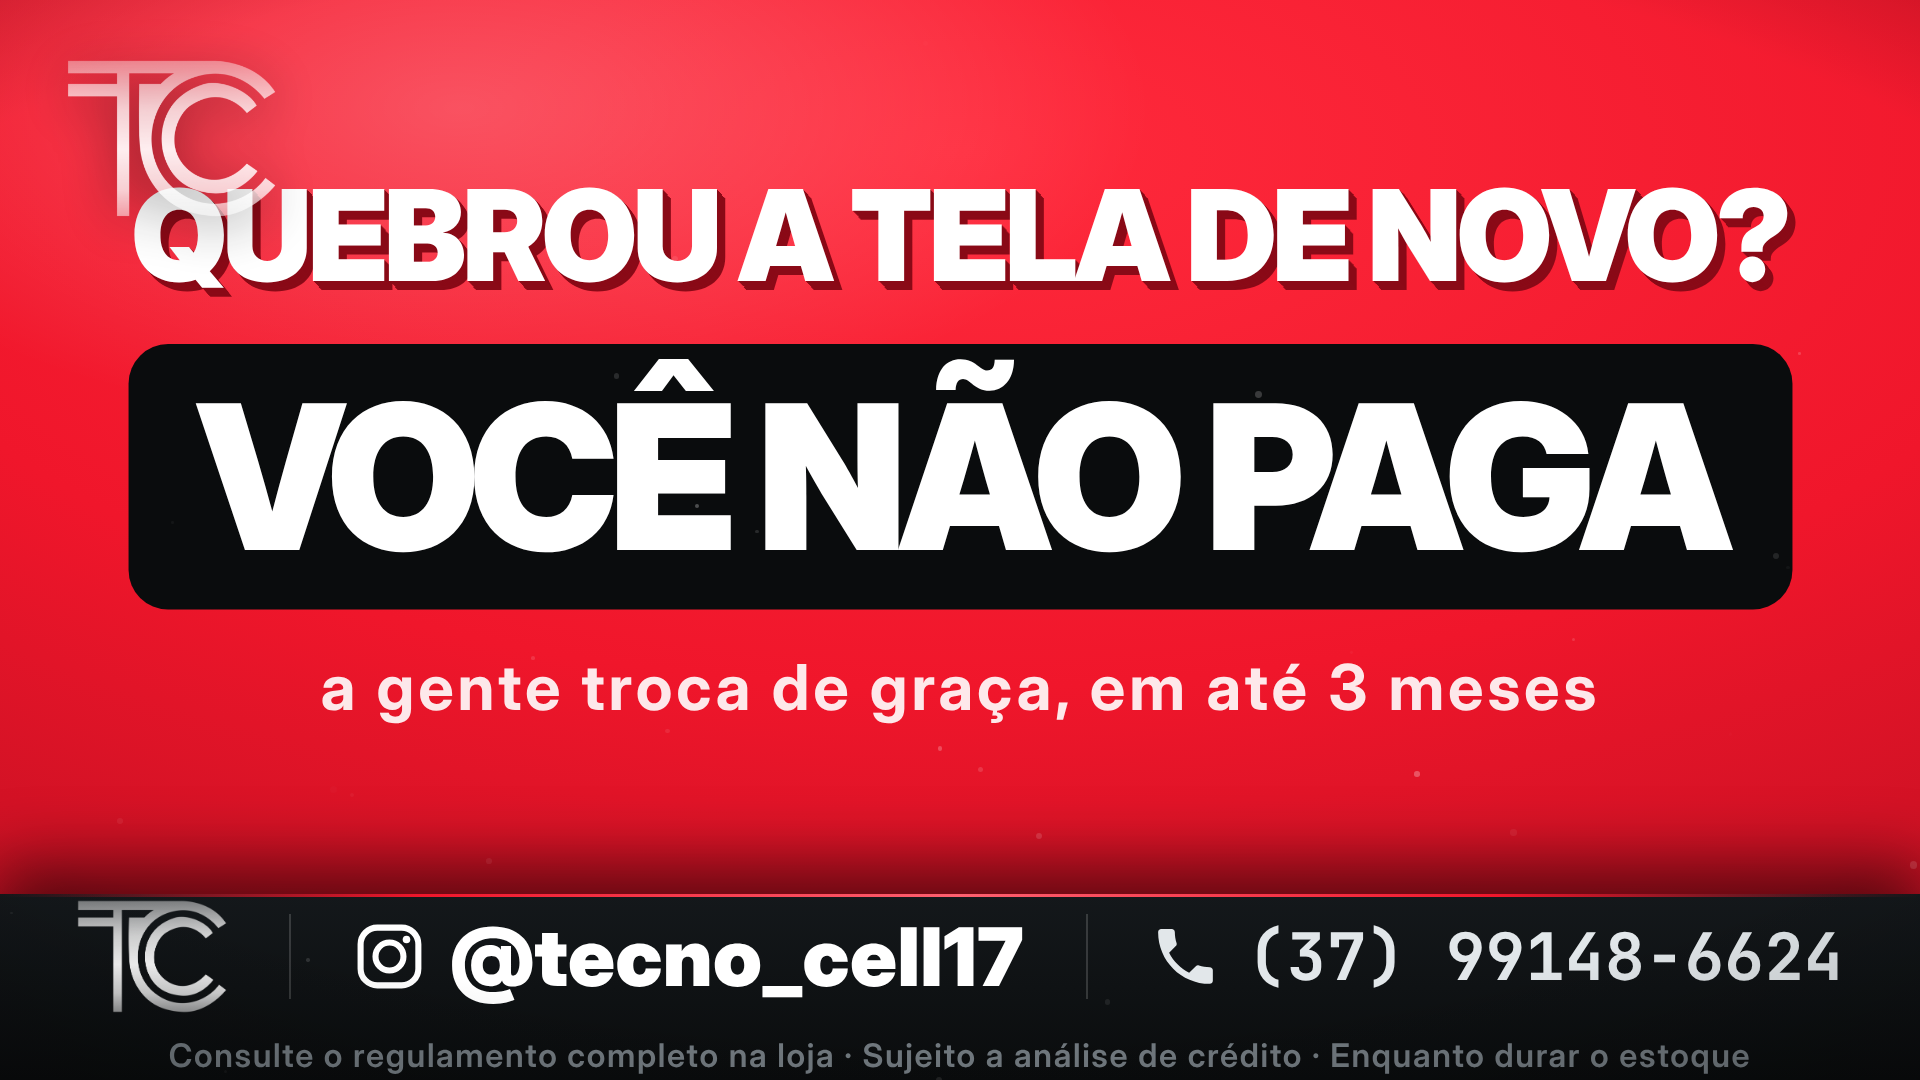 TC
QUEBROU A TELA DE NOVO?
VOCÊ NÃO PAGA
a gente troca de graça, em até 3 meses
TC
@tecno_cell17
(37) 99148-6624
Consulte o regulamento completo na loja · Sujeito a análise de crédito · Enquanto durar o estoque